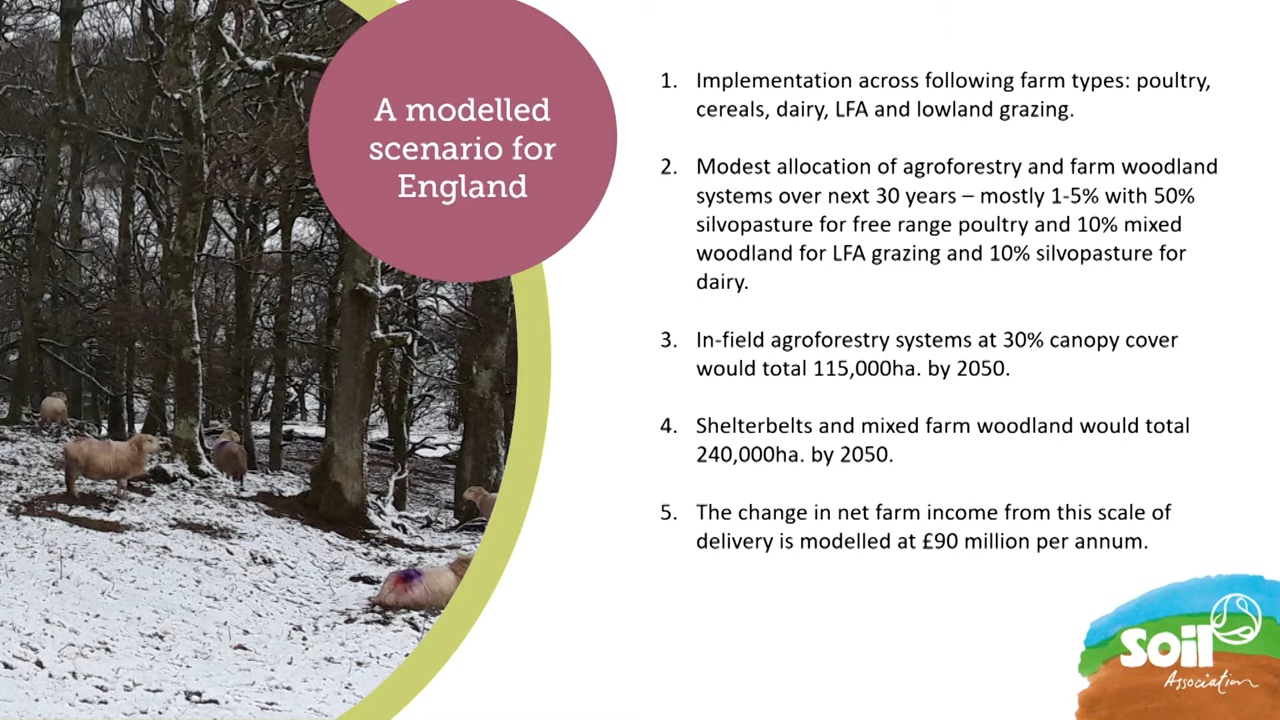 A modelled
scenario for
England
1. Implementation across following farm types: poultry,
cereals, dairy, LFA and lowland grazing.
2. Modest allocation of agroforestry and farm woodland
systems over next 30 years – mostly 1-5% with 50%
silvopasture for free range poultry and 10% mixed
woodland for LFA grazing and 10% silvopasture for
dairy.
3. In-field agroforestry systems at 30% canopy cover
would total 115,000ha. by 2050.
4. Shelterbelts and mixed farm woodland would total
240,000ha. by 2050.
5. The change in net farm income from this scale of
delivery is modelled at £90 million per annum.
Soil
Association